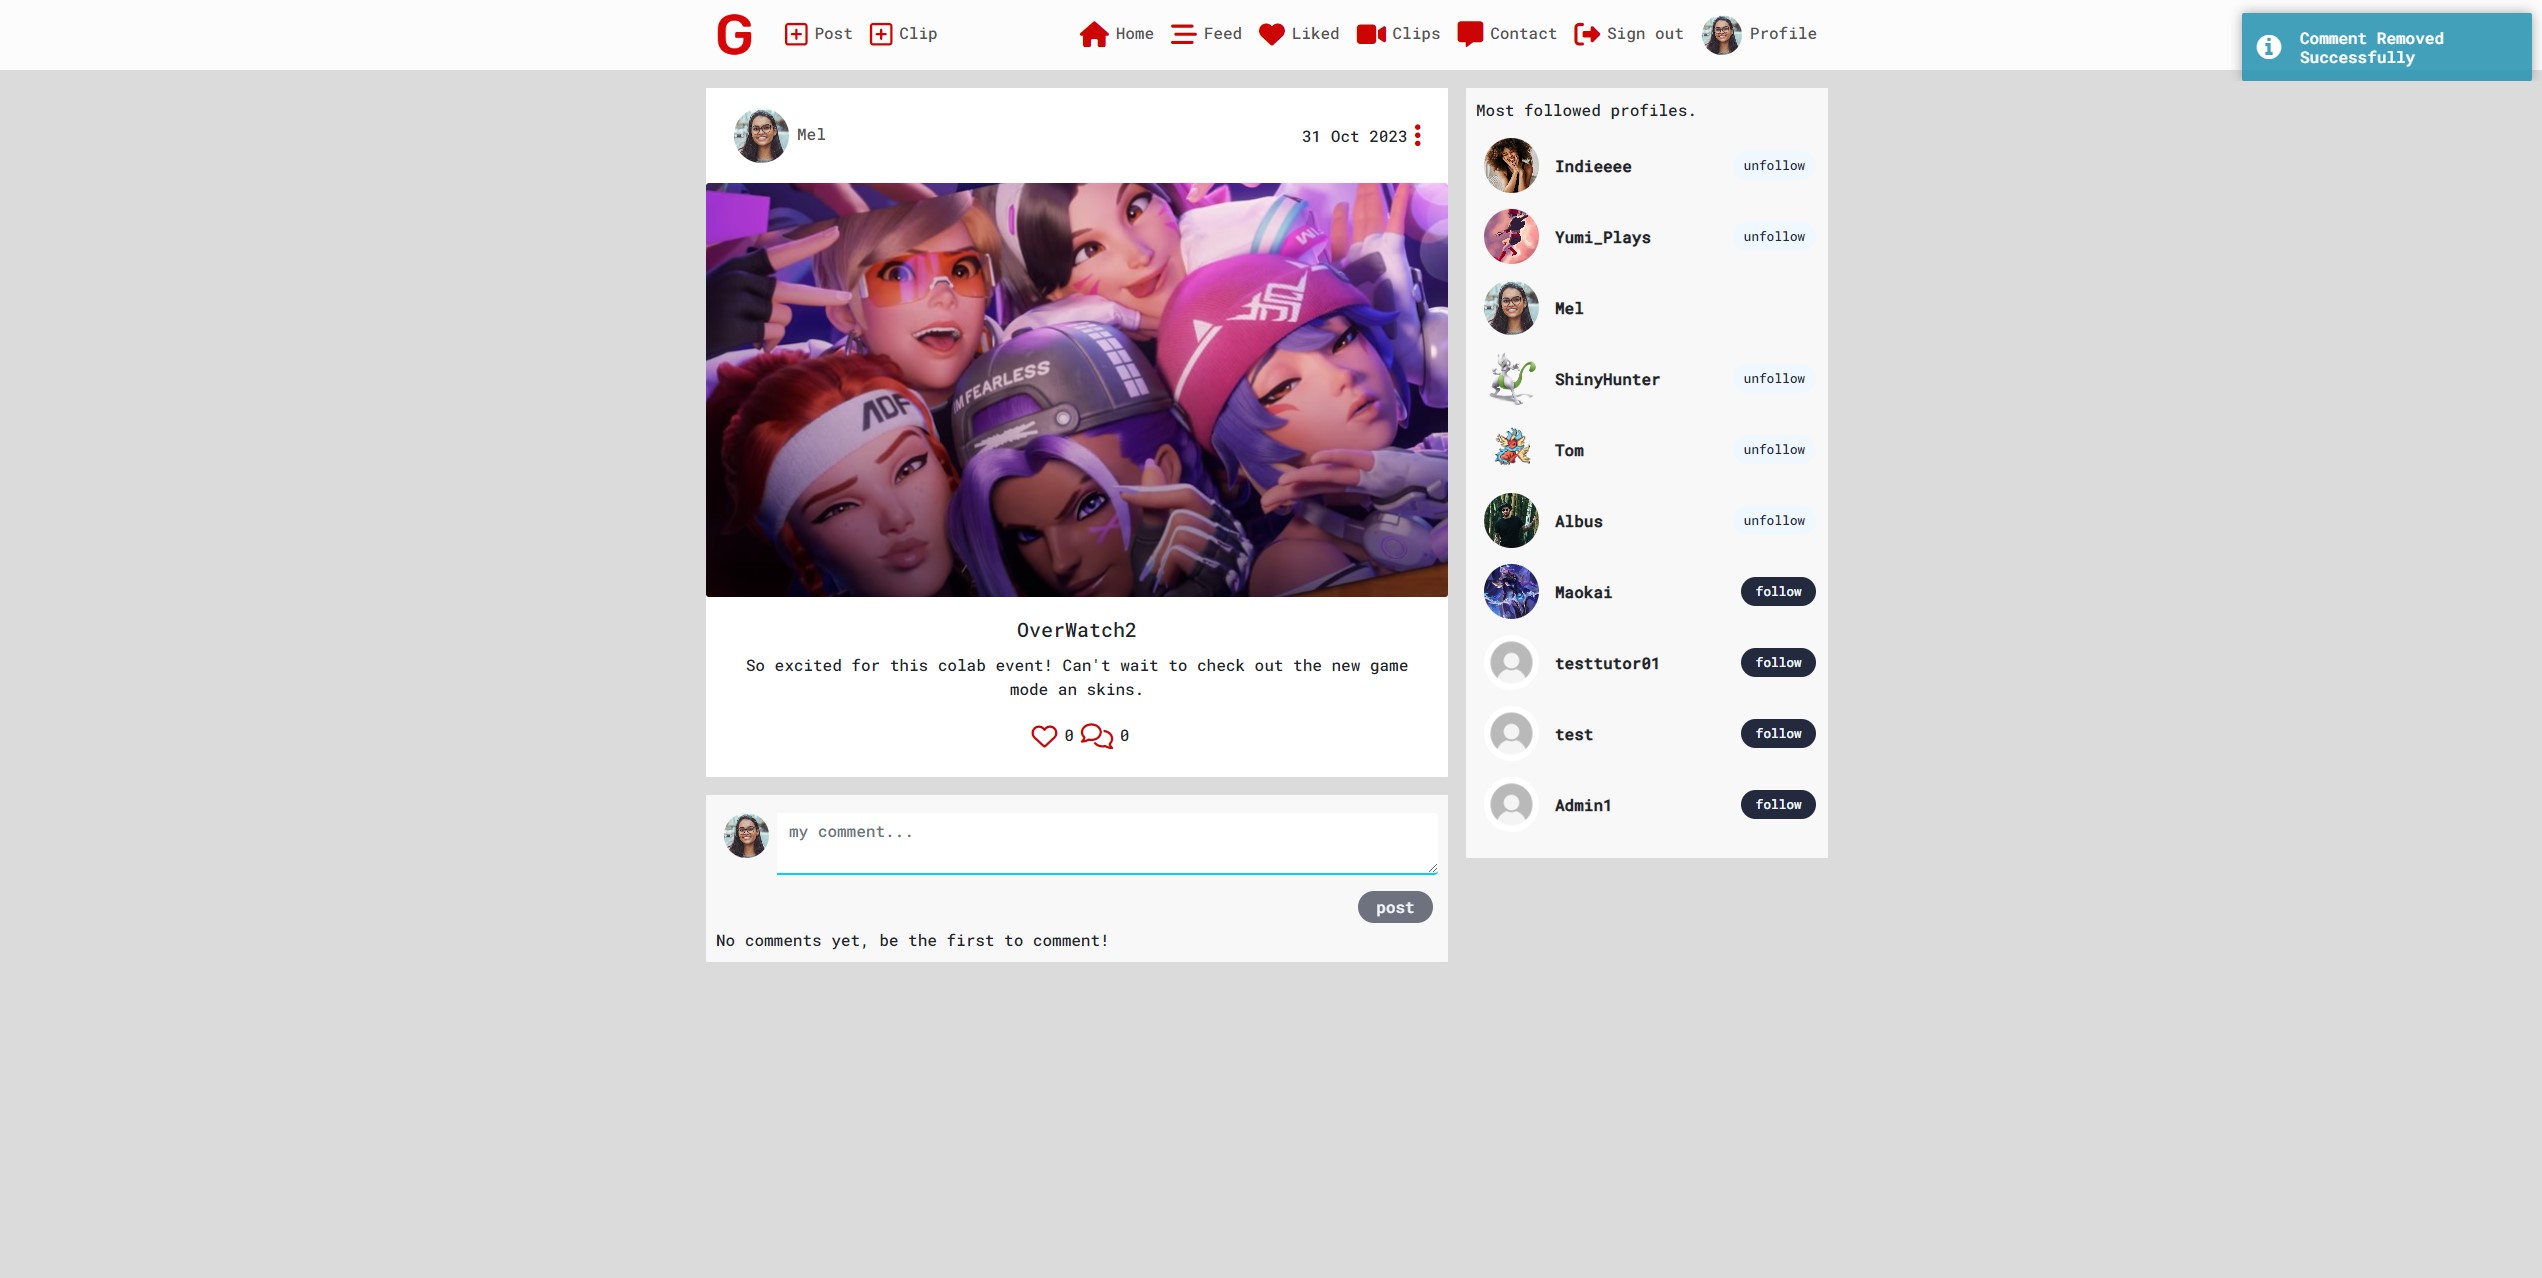 G
Post
Clip
Home
Feed
Liked
Clips
Contact
Sign out
Profile
Comment Removed
Successfully
Mel
31 Oct 2023
ADF
IM FEARLESS
OverWatch2
So excited for this colab event! Can't wait to check out the new game
mode an skins.
0
0
my comment...
post
No comments yet, be the first to comment!
Most followed profiles.
Indieeee
unfollow
Yumi_Plays
unfollow
Mel
ShinyHunter
unfollow
Tom
unfollow
Albus
unfollow
Maokai
follow
testtutor01
follow
test
follow
Admin1
follow